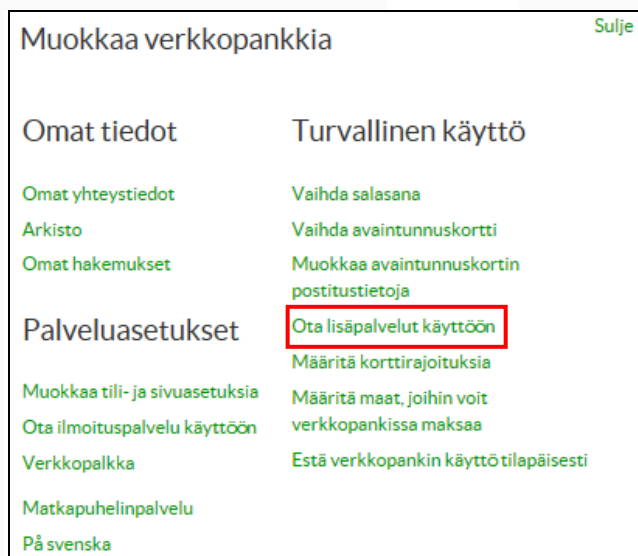 Muokkaa verkkopankkia
Sulje
Omat tiedot
Omat yhteystiedot
Arkisto
Omat hakemukset
Palveluasetukset
Muokkaa tili- ja sivuasetuksia
Ota ilmoituspalvelu käyttöön
Verkkopalkka
Matkapuhelinpalvelu
På svenska
Turvallinen käyttö
Vaihda salasana
Vaihda avaintunnuskortti
Muokkaa avaintunnuskortin
postitustietoja
Ota lisäpalvelut käyttöön
Määritä korttirajoituksia
Määritä maat, joihin voit
verkkopankissa maksaa
Estä verkkopankin käyttö tilapäisesti